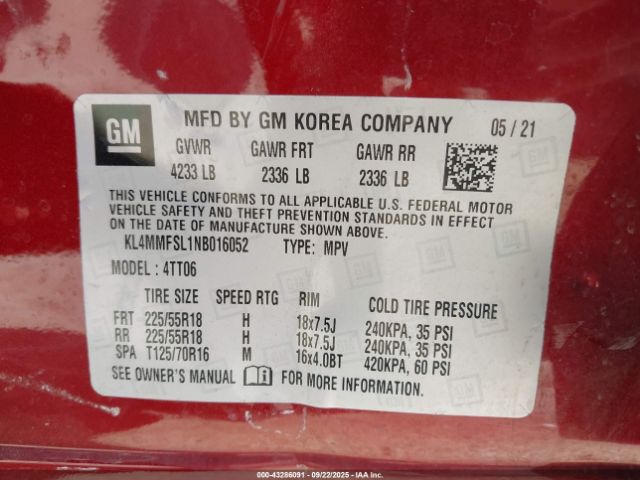 GM MFD BY GM KOREA COMPANY 05 / 21
GVWR GAWR FRT GAWR RR
4233 LB 2336 LB 2336 LB
THIS VEHICLE CONFORMS TO ALL APPLICABLE U.S. FEDERAL MOTOR
VEHICLE SAFETY AND THEFT PREVENTION STANDARDS IN EFFECT
ON THE DATE OF MANUFACTURE SHOWN ABOVE.
KL4MMFSL1NB016052 TYPE: MPV
MODEL : 4TT06
TIRE SIZE SPEED RTG RIM COLD TIRE PRESSURE
FRT 225/55R18 H 18x7.5J 240KPA, 35 PSI
RR 225/55R18 H 18x7.5J 240KPA, 35 PSI
SPA T125/70R16 M 16x4.0BT 420KPA, 60 PSI
SEE OWNER'S MANUAL FOR MORE INFORMATION.
000-43286091 - 09/22/2025 - IAAI.com